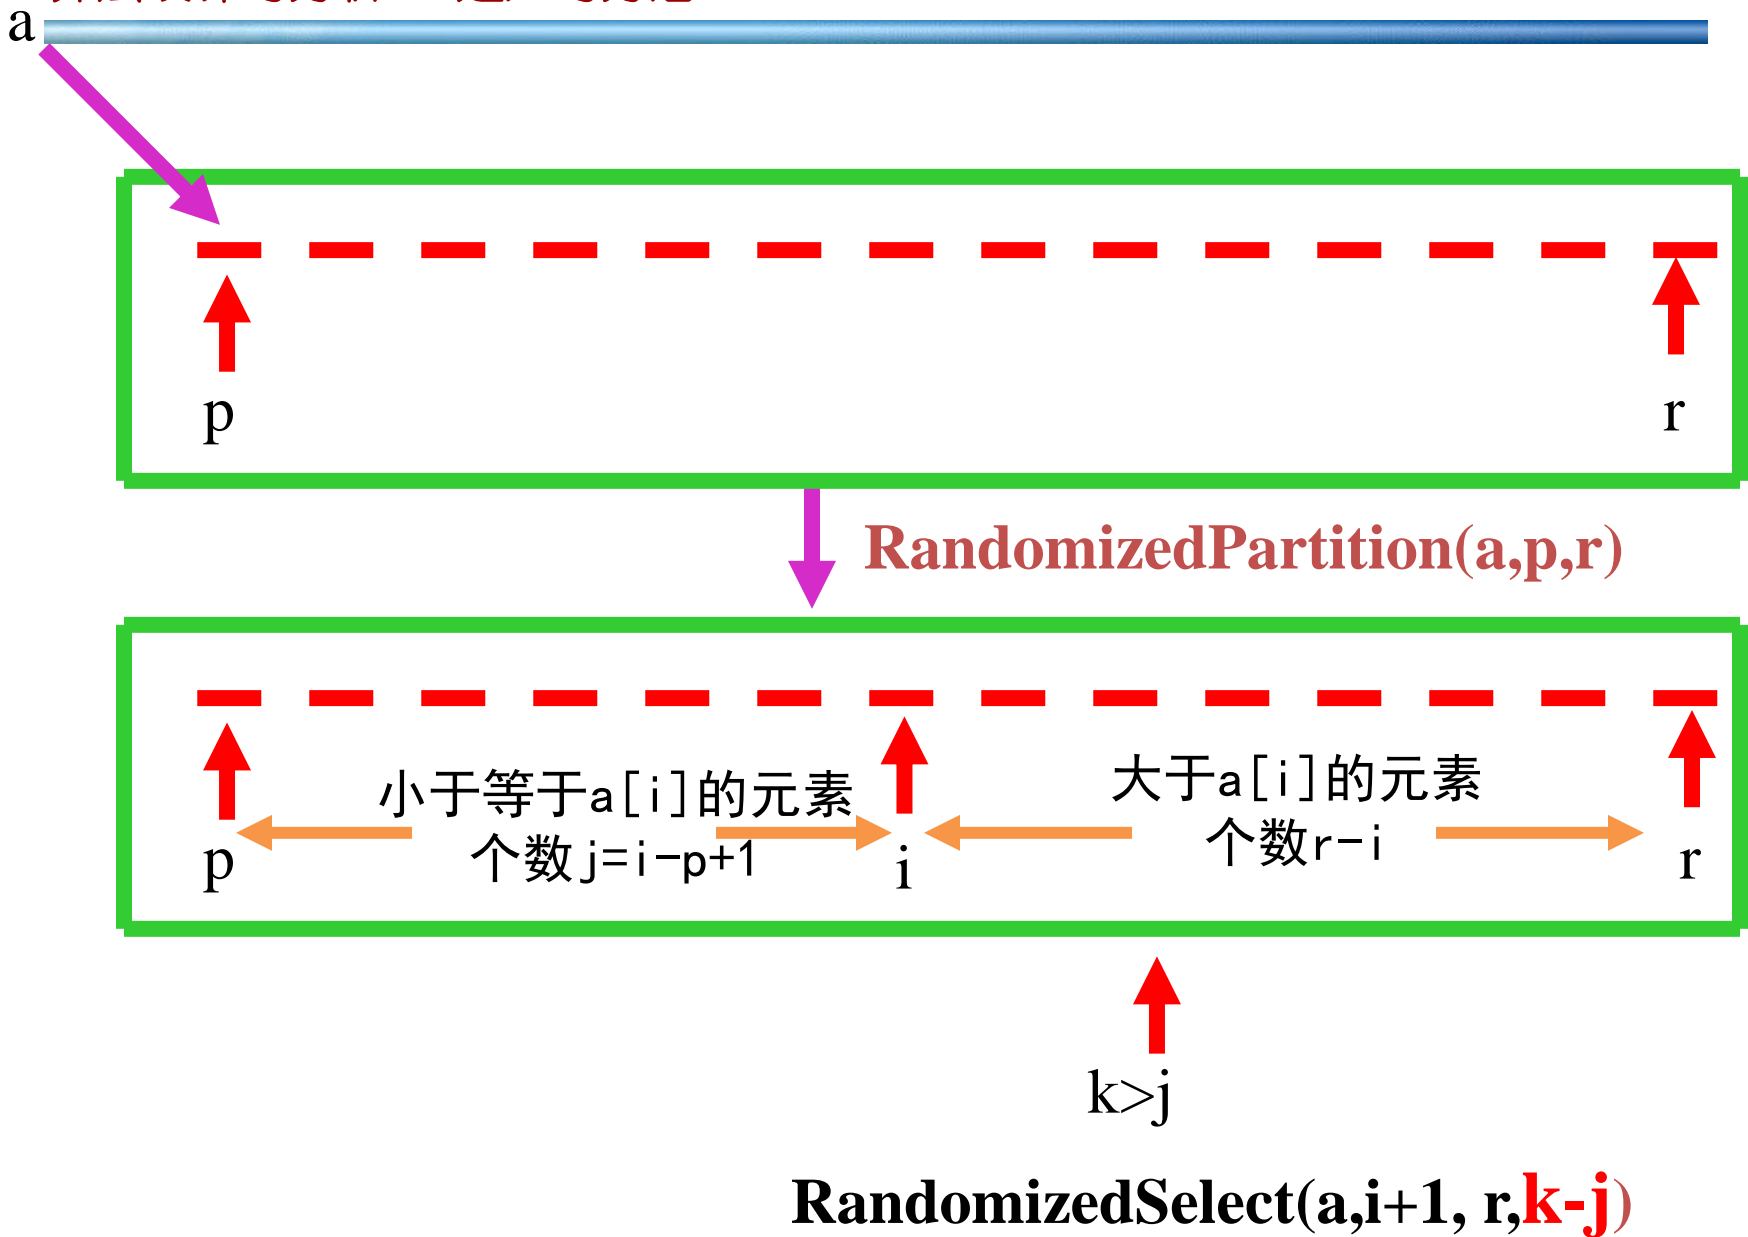 a
p
r
RandomizedPartition(a,p,r)
小于等于a[i]的元素
个数j=i-p+1
大于a[i]的元素
个数r-i
p
i
r
k>j
RandomizedSelect(a,i+1, r,k-j)